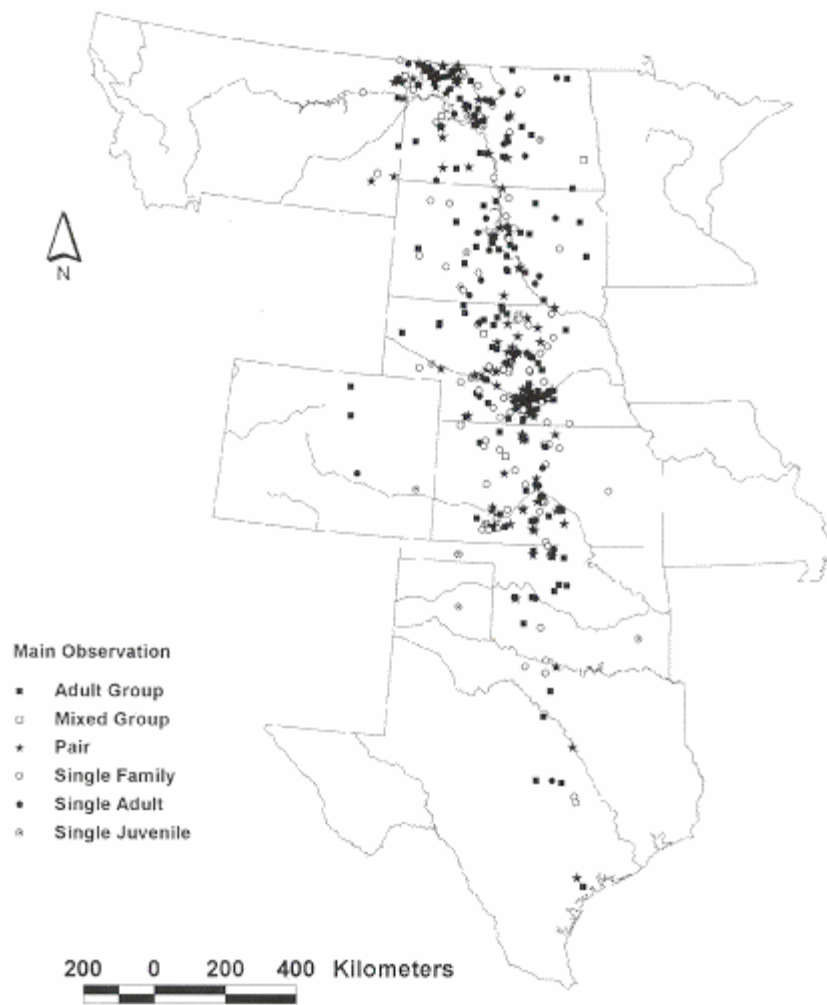 N
Main Observation
Adult Group
Mixed Group
Pair
Single Family
Single Adult
Single Juvenile
200 0 200 400 Kilometers